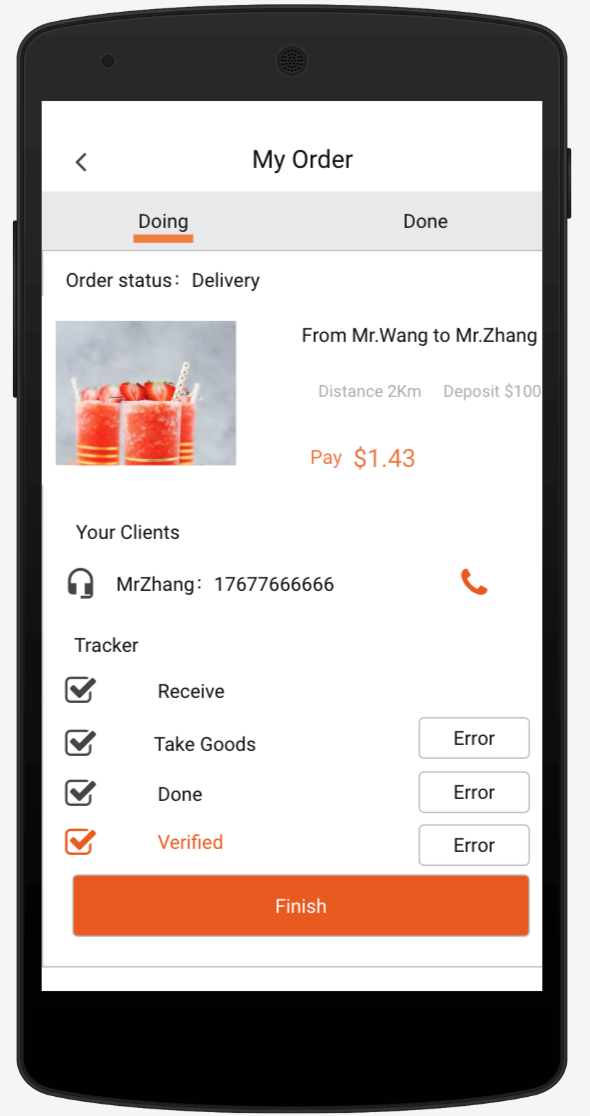 My Order
Doing Done
Order status：Delivery
From Mr.Wang to Mr.Zhang
Distance 2Km Deposit $100
Pay $1.43
Your Clients
MrZhang：17677666666
Tracker
Receive
Take Goods Error
Done Error
Verified Error
Finish